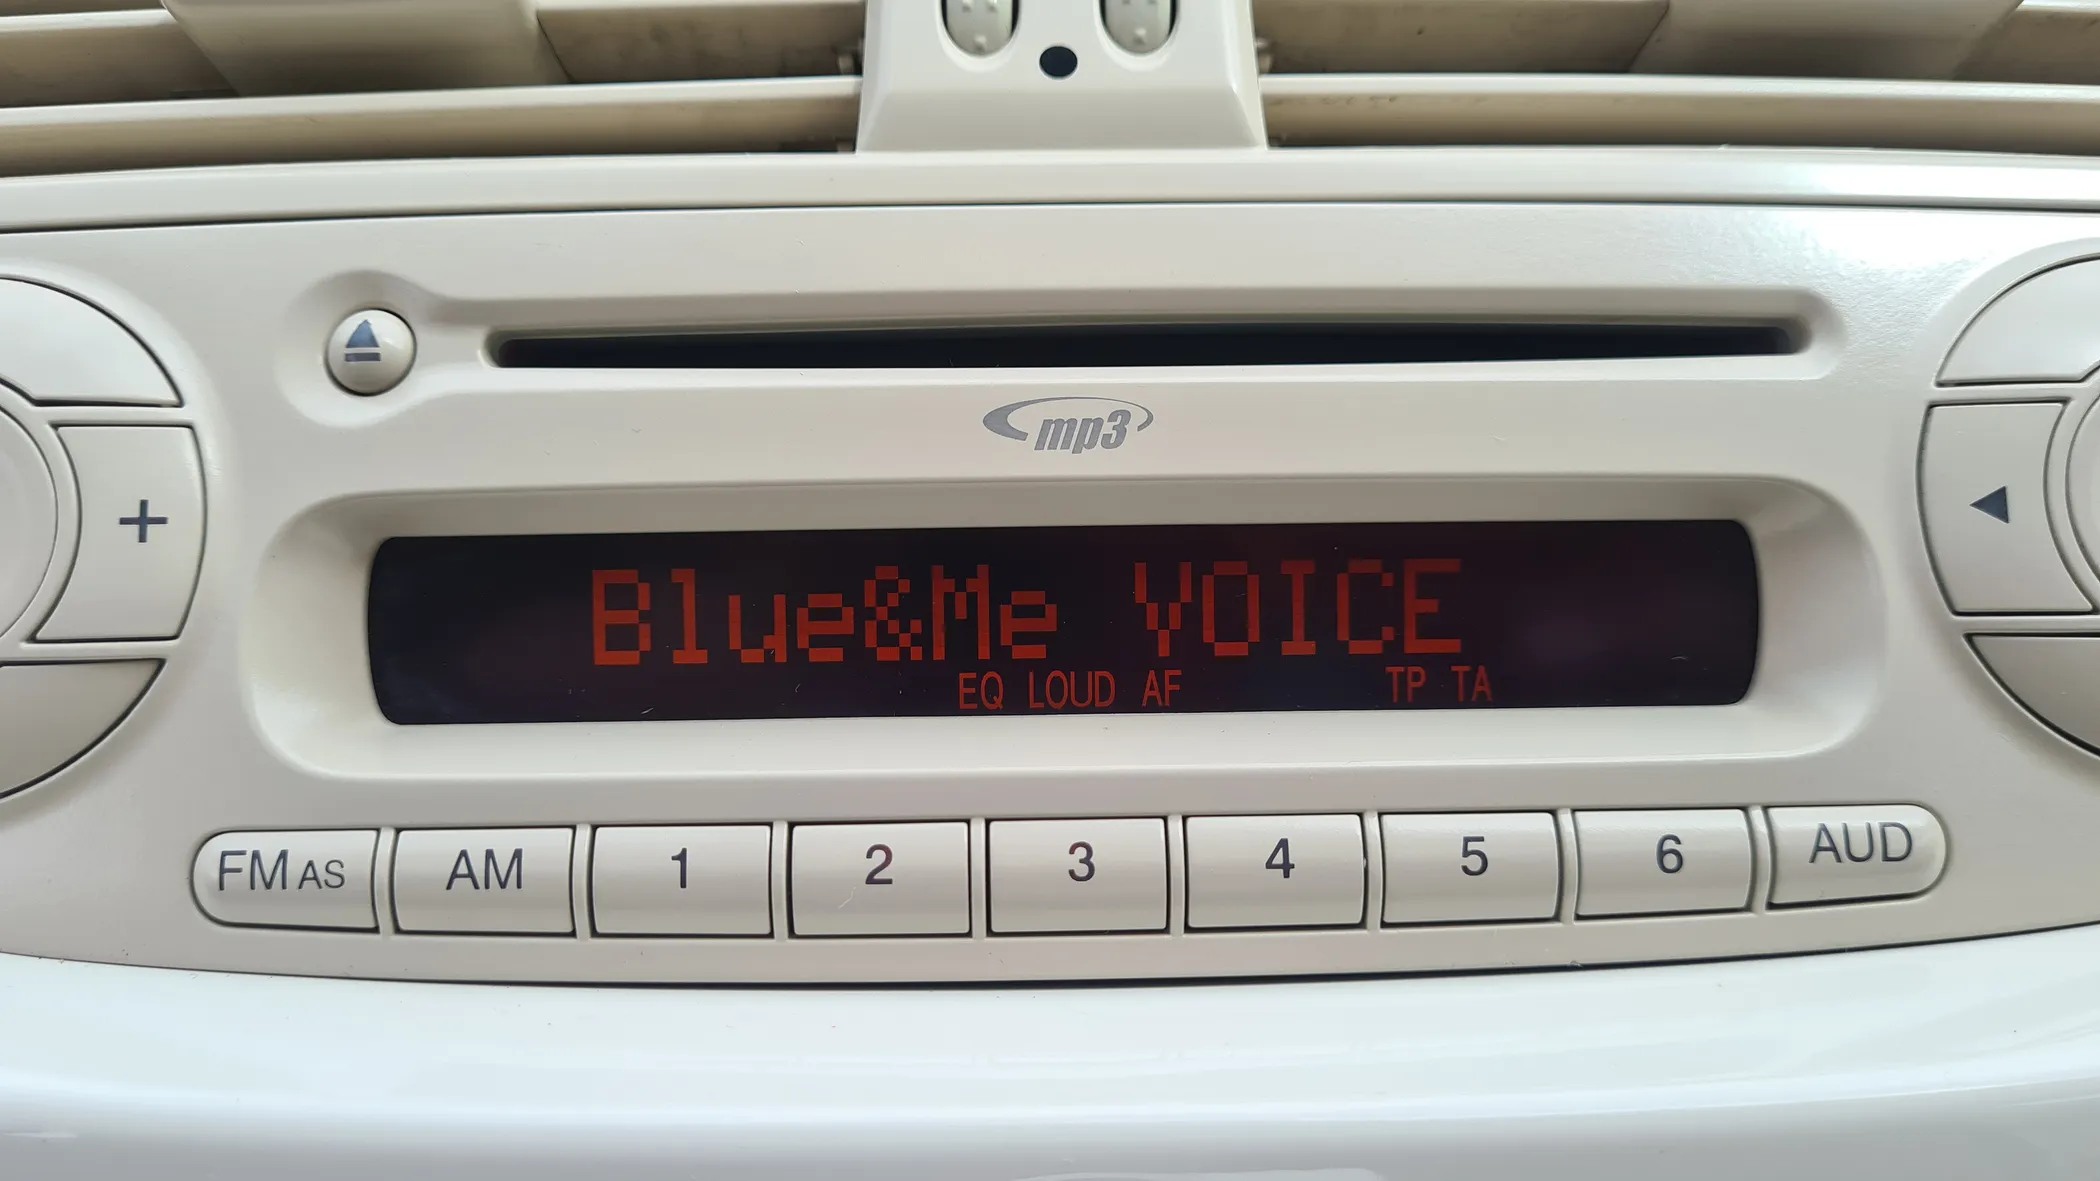 mp3
Blue&Me VOICE
EQ LOUD AF TP TA
FM AS AM 1 2 3 4 5 6 AUD